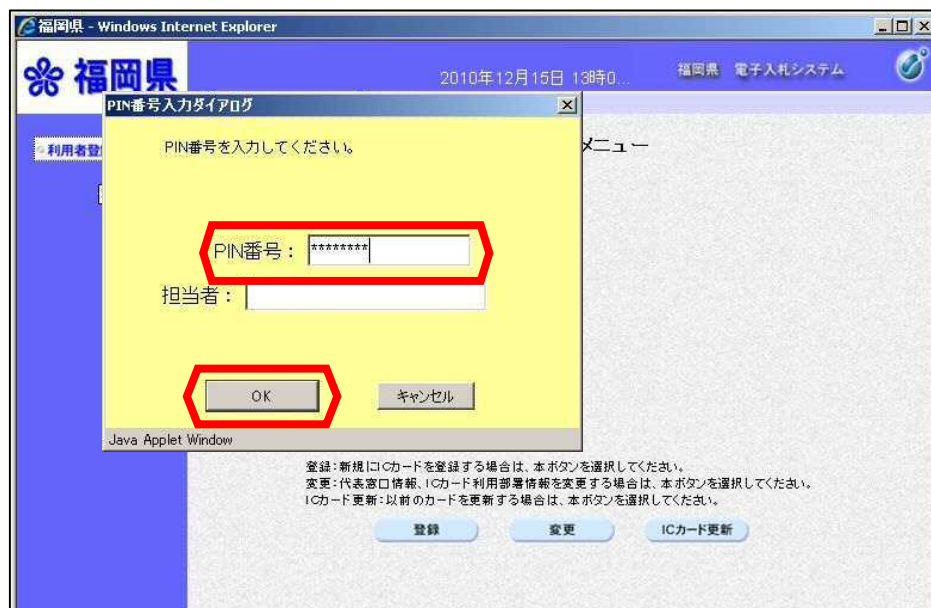 福岡県 - Windows Internet Explorer
福岡県
2010年12月15日 13時0...
福岡県 電子入札システム
PIN番号入力ダイアログ
利用者登
PIN番号を入力してください。
メニュー
PIN番号： ********
担当者：
OK
キャンセル
Java Applet Window
登録：新規にICカードを登録する場合は、本ボタンを選択してください。
変更：代表窓口情報、ICカード利用部署情報を変更する場合は、本ボタンを選択してください。
ICカード更新：以前のカードを更新する場合は、本ボタンを選択してください。
登録
変更
ICカード更新